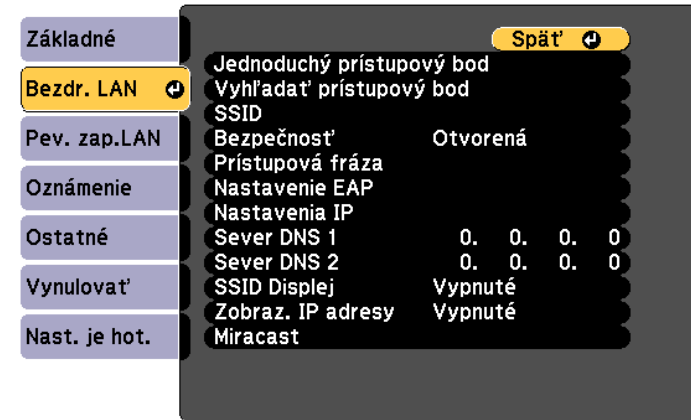 Základné
Bezdr. LAN
Pev. zap.LAN
Oznámenie
Ostatné
Vynulovať
Nast. je hot.
Späť
Jednoduchý prístupový bod
Vyhľadať prístupový bod
SSID
Bezpečnosť Otvorená
Prístupová fráza
Nastavenie EAP
Nastavenia IP
Sever DNS 1 0. 0. 0. 0
Sever DNS 2 0. 0. 0. 0
SSID Displej Vypnuté
Zobraz. IP adresy Vypnuté
Miracast